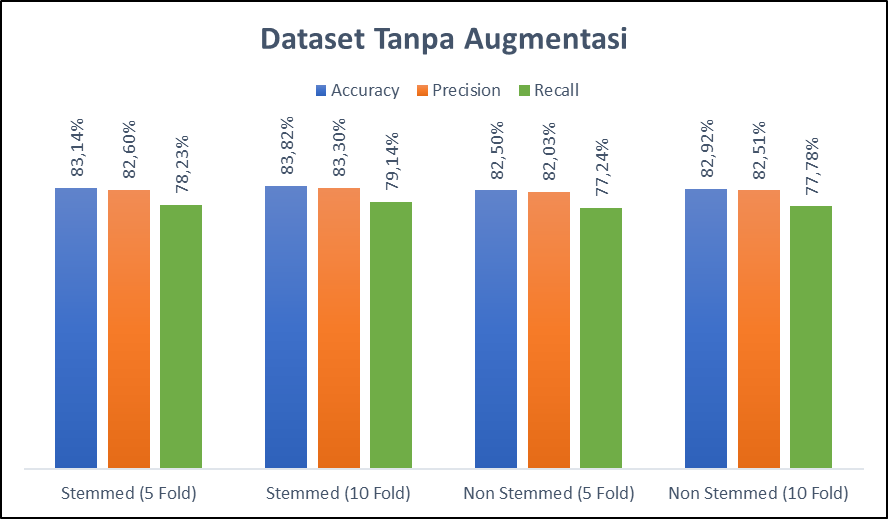 Dataset Tanpa Augmentasi
Accuracy Precision Recall
83,14% 82,60% 78,23% 83,82% 83,30% 79,14% 82,50% 82,03% 77,24% 82,92% 82,51% 77,78%
Stemmed (5 Fold) Stemmed (10 Fold) Non Stemmed (5 Fold) Non Stemmed (10 Fold)